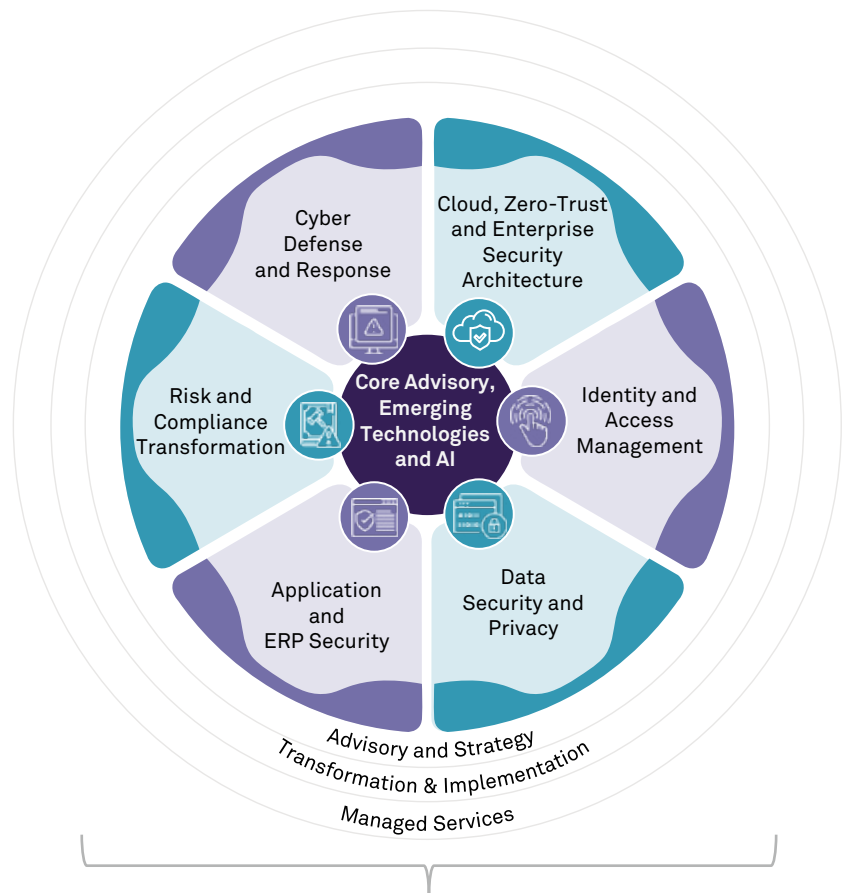 Cyber
Defense
and Response
Cloud, Zero-Trust
and Enterprise
Security
Architecture
Risk and
Compliance
Transformation
Core Advisory,
Emerging
Technologies
and AI
Identity and
Access
Management
Application
and
ERP Security
Data
Security and
Privacy
Advisory and Strategy
Transformation & Implementation
Managed Services